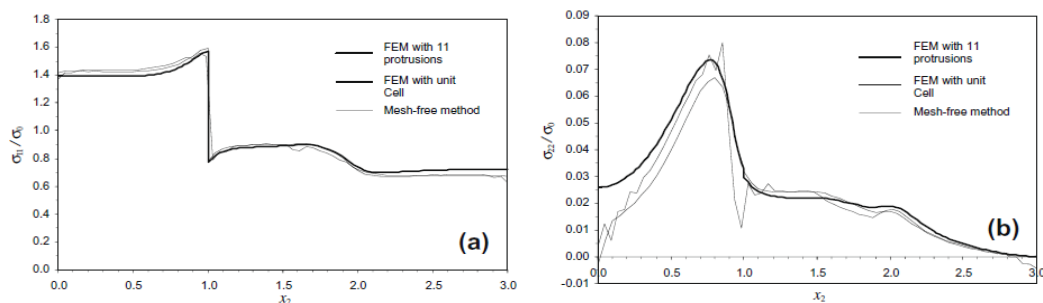 1.8
1.6
1.4
1.2
1.0
0.8
0.6
0.4
0.2
0.0
σ11/σ0
FEM with 11
protrusions
FEM with unit
Cell
Mesh-free method
(a)
0.0 0.5 1.0 1.5 2.0 2.5 3.0
x2
0.09
0.08
0.07
0.06
0.05
0.04
0.03
0.02
0.01
0.00
-0.01
σ22/σ0
FEM with 11
protrusions
FEM with unit
Cell
Mesh-free method
(b)
0.0 0.5 1.0 1.5 2.0 2.5 3.0
x2